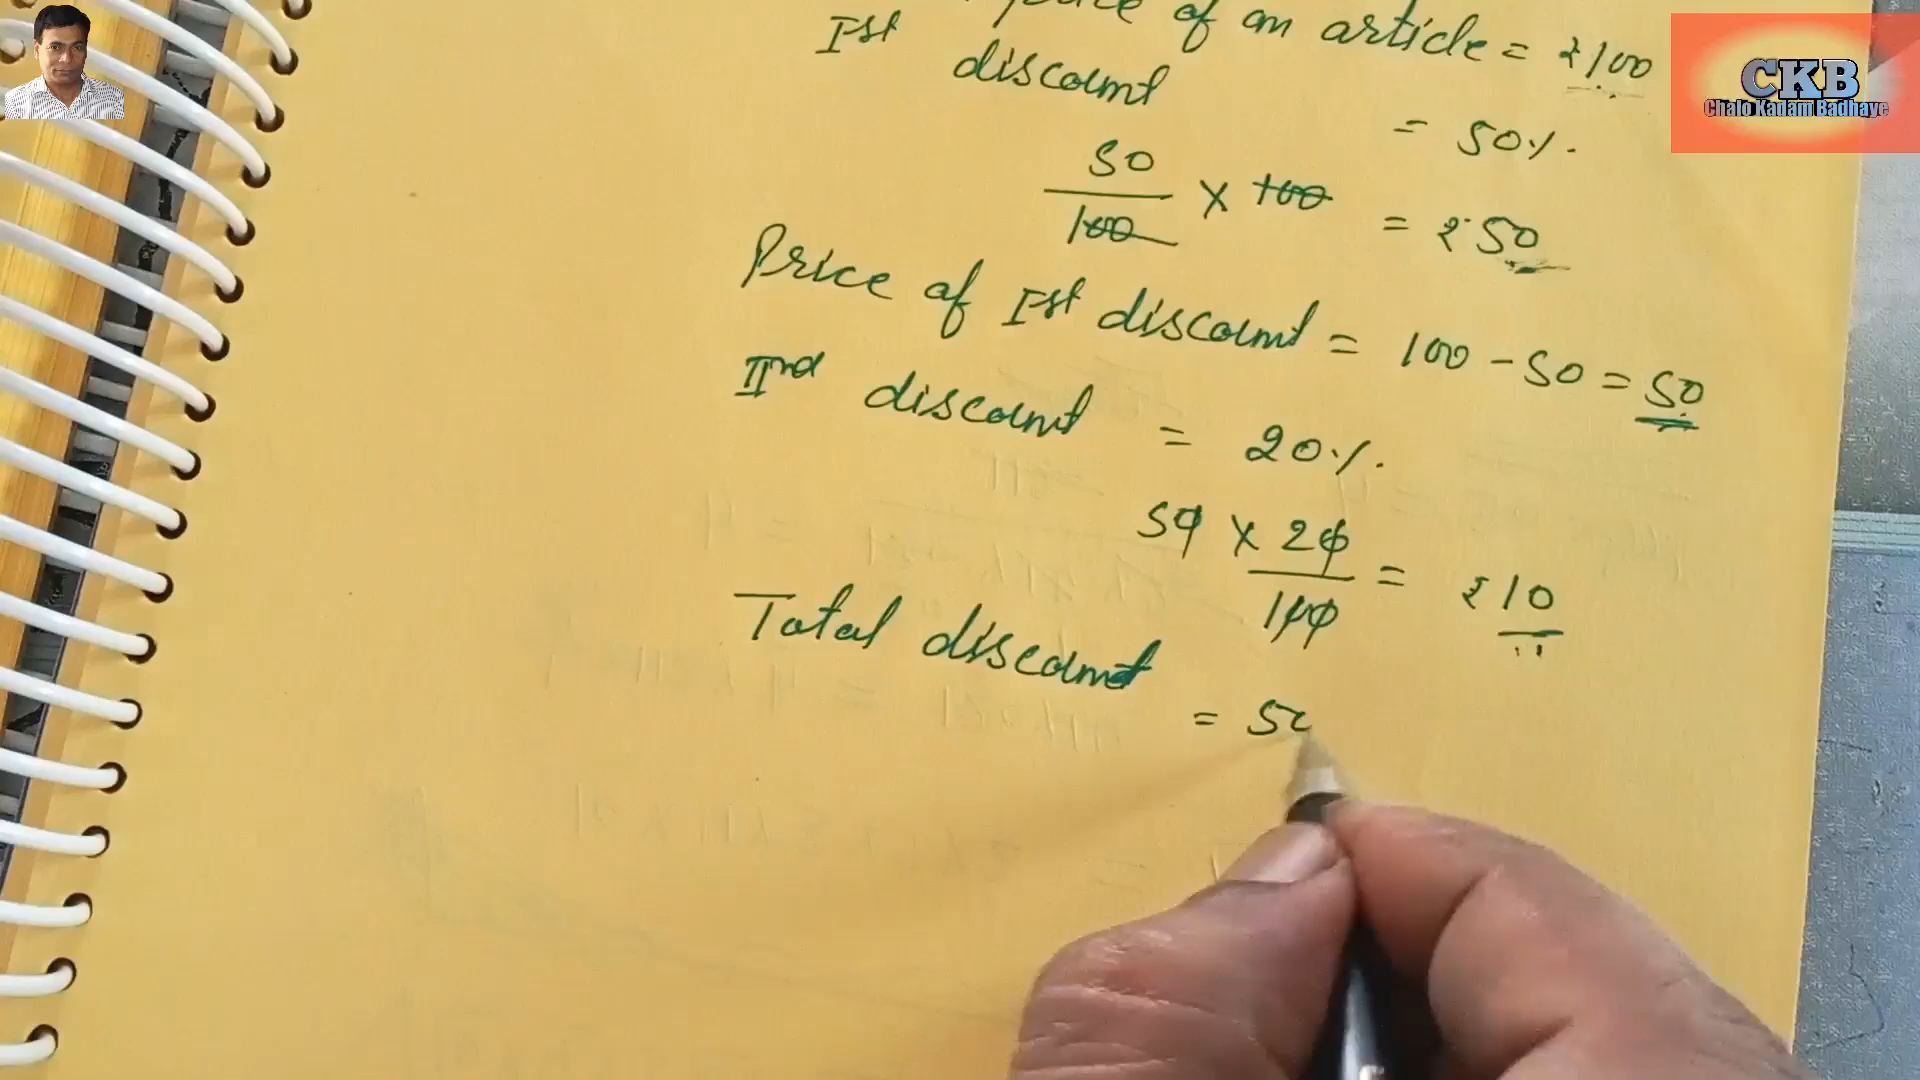 price of an article = ₹100
Ist discount = 50%.
50/100 × 100 = ₹50
Price of Ist discount = 100 - 50 = 50
IInd discount = 20%.
50 × 20/100 = ₹10
Total discount
= 50
CKB
Chalo Kadam Badhaye